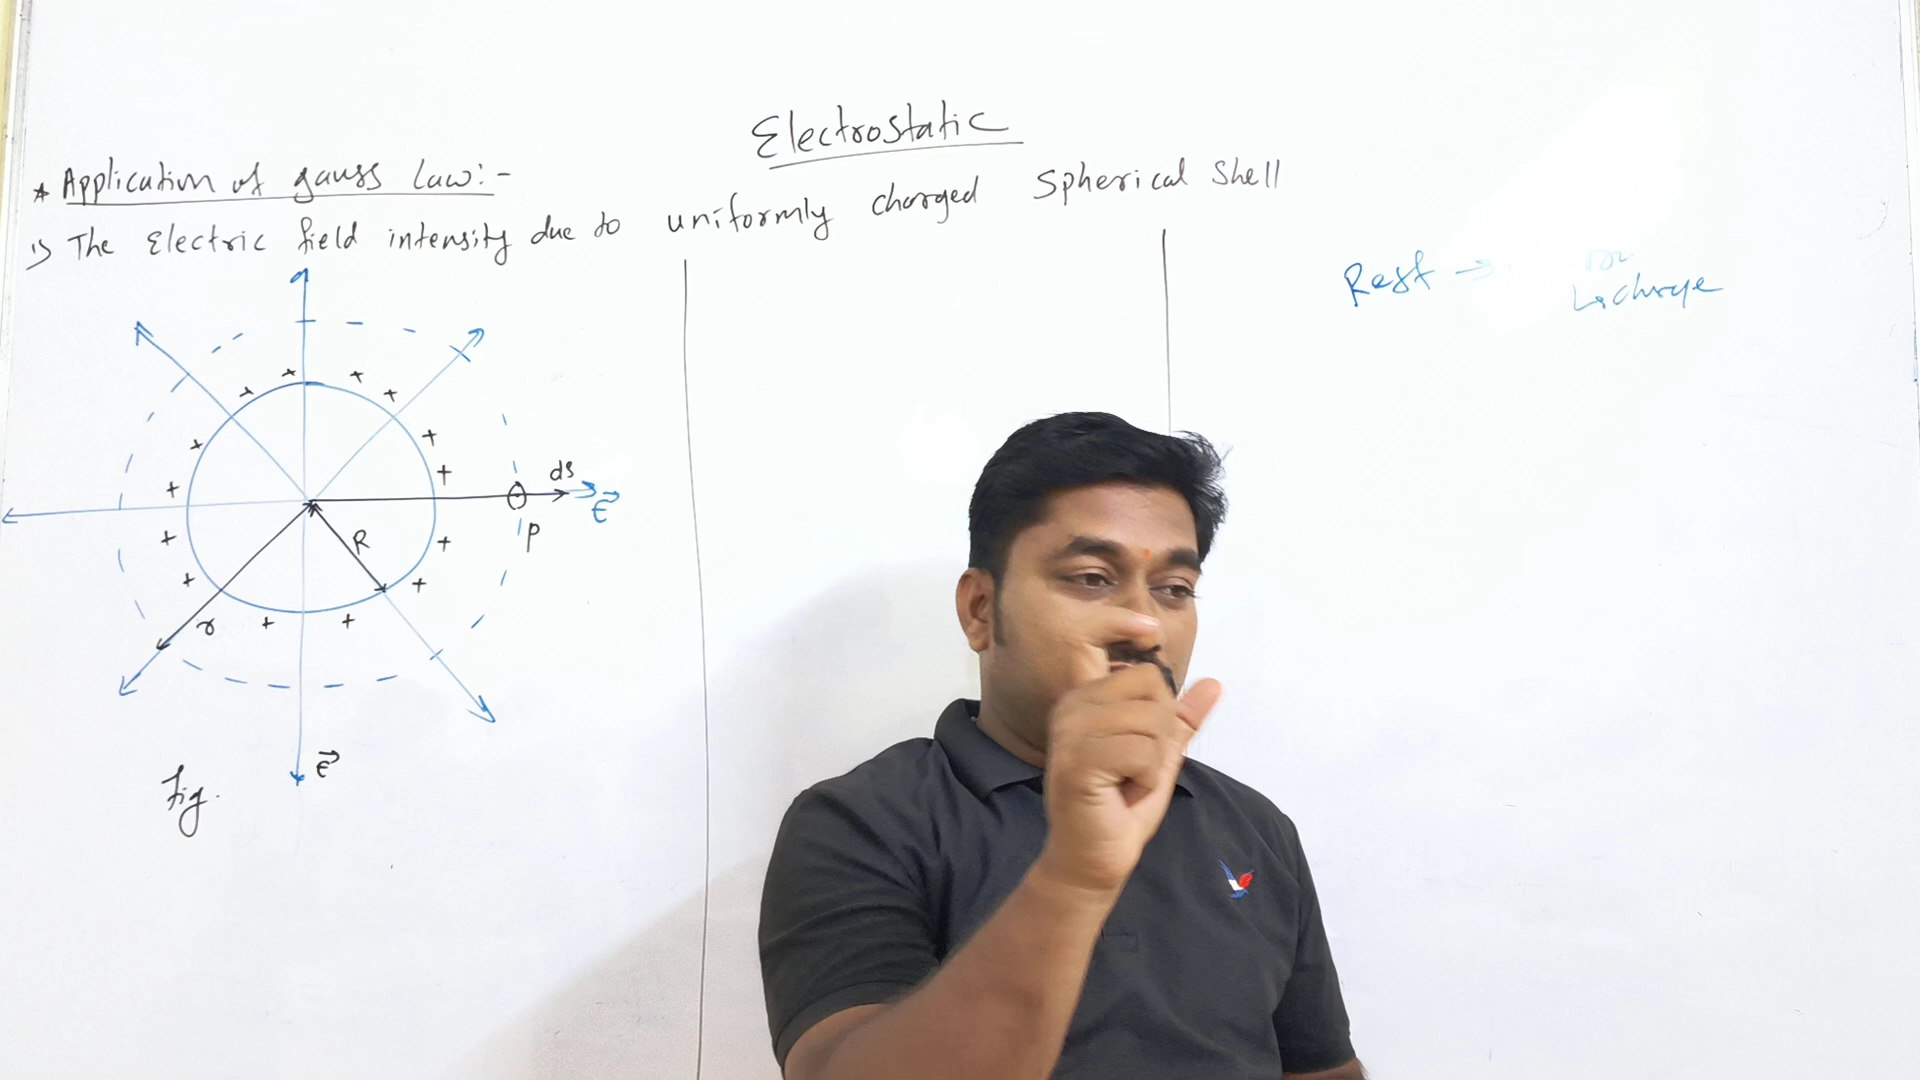 Electrostatic
* Application of gauss law:-
1) The Electric field intensity due to uniformly charged Spherical Shell
Rest →
↳ charge
ds
E
P
R
r
E
Fig.